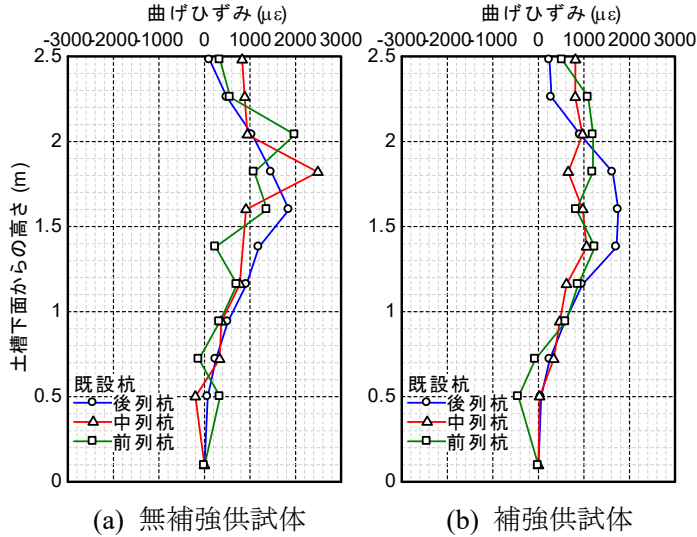 曲げひずみ (με)
-3000 -2000 -1000 0 1000 2000 3000
2.5
2
1.5
1
0.5
0
土槽下面からの高さ (m)
既設杭
後列杭
中列杭
前列杭
(a) 無補強供試体
曲げひずみ (με)
-3000 -2000 -1000 0 1000 2000 3000
2.5
2
1.5
1
0.5
0
既設杭
後列杭
中列杭
前列杭
(b) 補強供試体